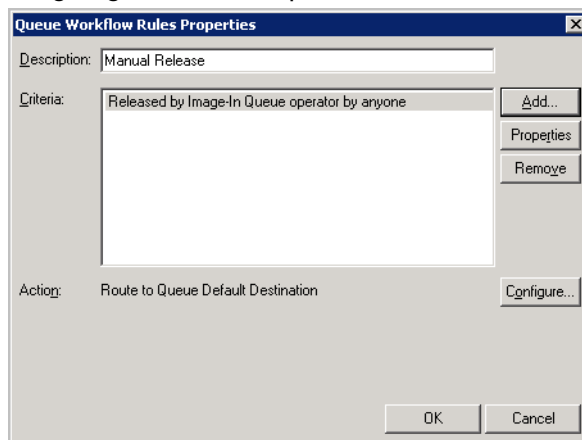 Queue Workflow Rules Properties
Description: Manual Release
Criteria: Released by Image-In Queue operator by anyone Add...
Properties
Remove
Action: Route to Queue Default Destination Configure...
OK Cancel